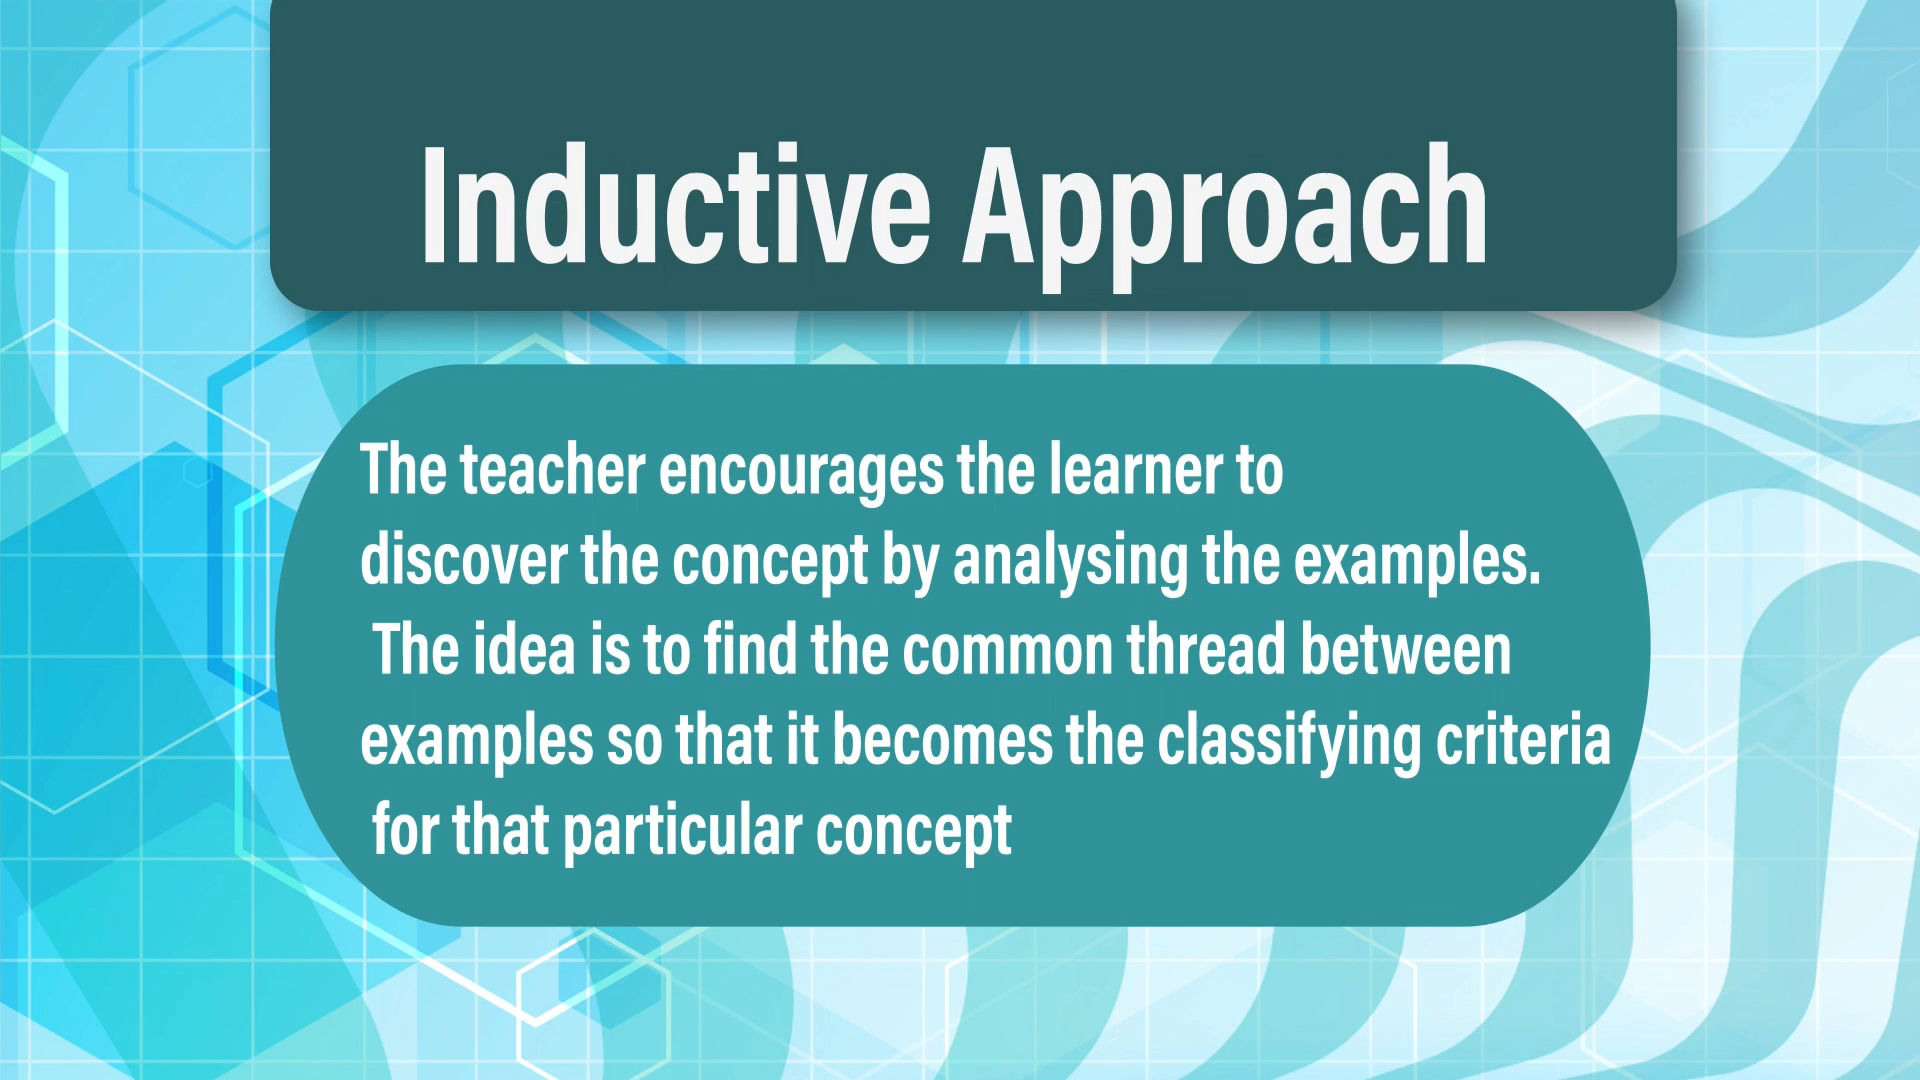 Inductive Approach
The teacher encourages the learner to
discover the concept by analysing the examples.
The idea is to find the common thread between
examples so that it becomes the classifying criteria
for that particular concept